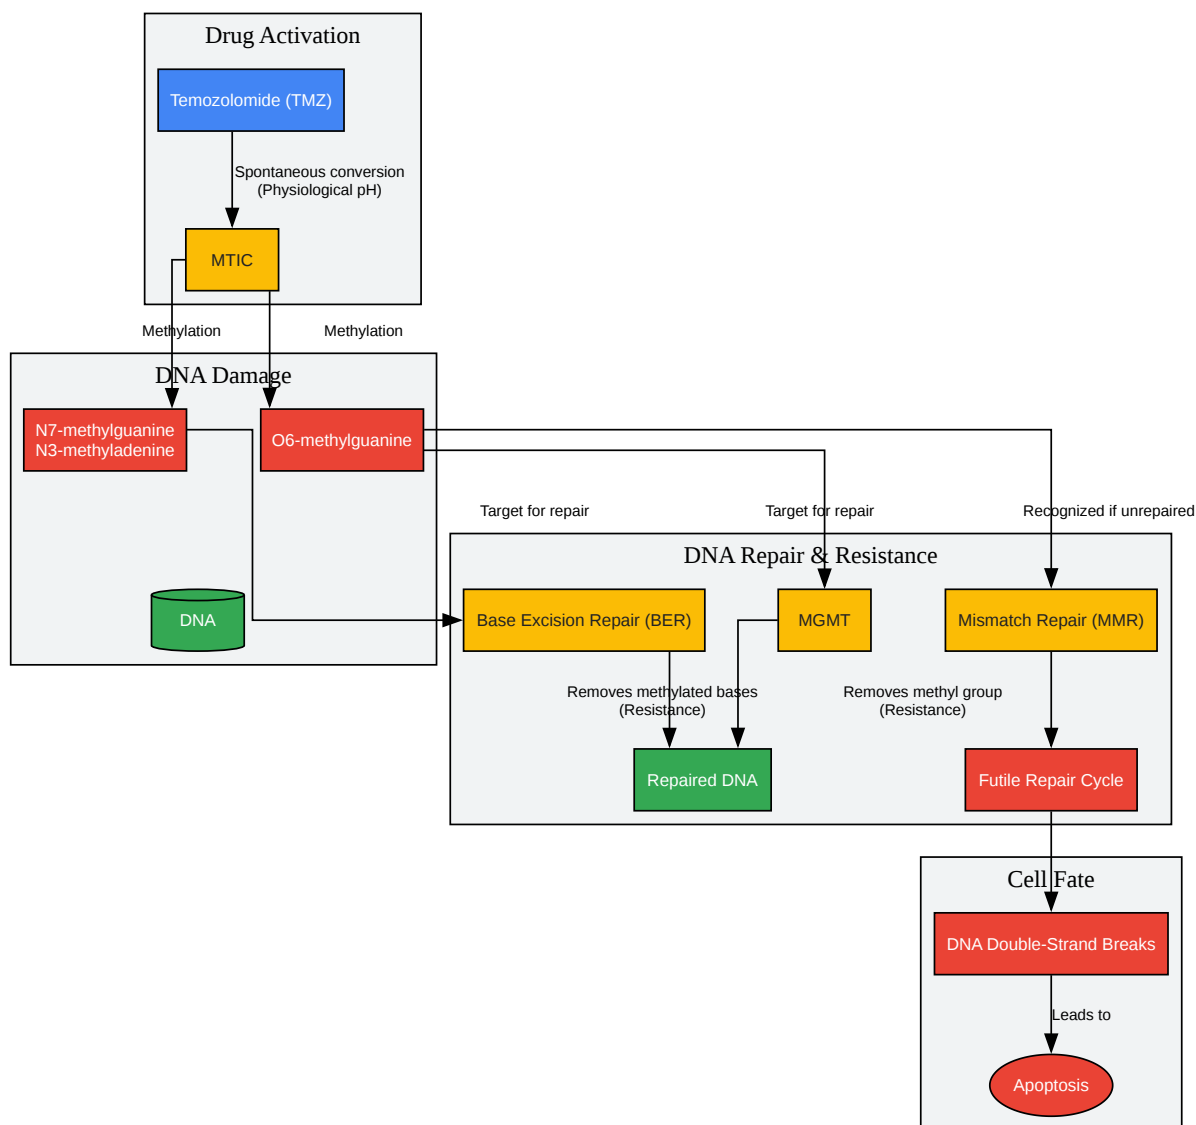 Drug Activation
Temozolomide (TMZ)
Spontaneous conversion
(Physiological pH)
MTIC
Methylation
Methylation
DNA Damage
N7-methylguanine
N3-methyladenine
O6-methylguanine
DNA
Target for repair
Target for repair
Recognized if unrepaired
DNA Repair & Resistance
Base Excision Repair (BER)
MGMT
Mismatch Repair (MMR)
Removes methylated bases
(Resistance)
Removes methyl group
(Resistance)
Repaired DNA
Futile Repair Cycle
Cell Fate
DNA Double-Strand Breaks
Leads to
Apoptosis